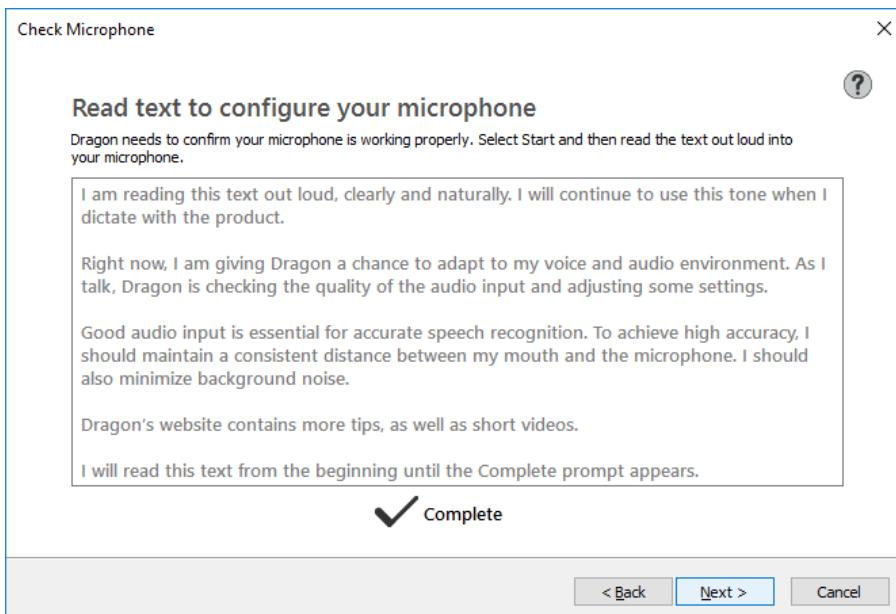 Check Microphone
?
Read text to configure your microphone
Dragon needs to confirm your microphone is working properly. Select Start and then read the text out loud into
your microphone.
I am reading this text out loud, clearly and naturally. I will continue to use this tone when I
dictate with the product.
Right now, I am giving Dragon a chance to adapt to my voice and audio environment. As I
talk, Dragon is checking the quality of the audio input and adjusting some settings.
Good audio input is essential for accurate speech recognition. To achieve high accuracy, I
should maintain a consistent distance between my mouth and the microphone. I should
also minimize background noise.
Dragon's website contains more tips, as well as short videos.
I will read this text from the beginning until the Complete prompt appears.
Complete
< Back
Next >
Cancel